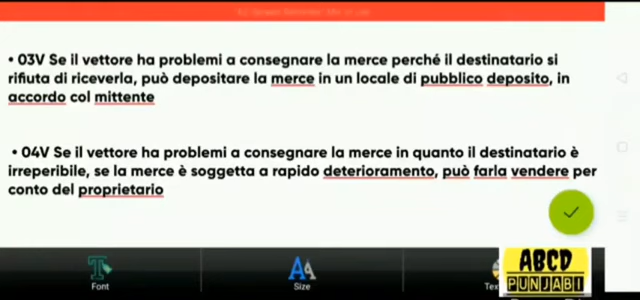 • 03V Se il vettore ha problemi a consegnare la merce perché il destinatario si
rifiuta di riceverla, può depositare la merce in un locale di pubblico deposito, in
accordo col mittente
• 04V Se il vettore ha problemi a consegnare la merce in quanto il destinatario è
irreperibile, se la merce è soggetta a rapido deterioramento, può farla vendere per
conto del proprietario
Font
Size
ABCD
PUNJABI